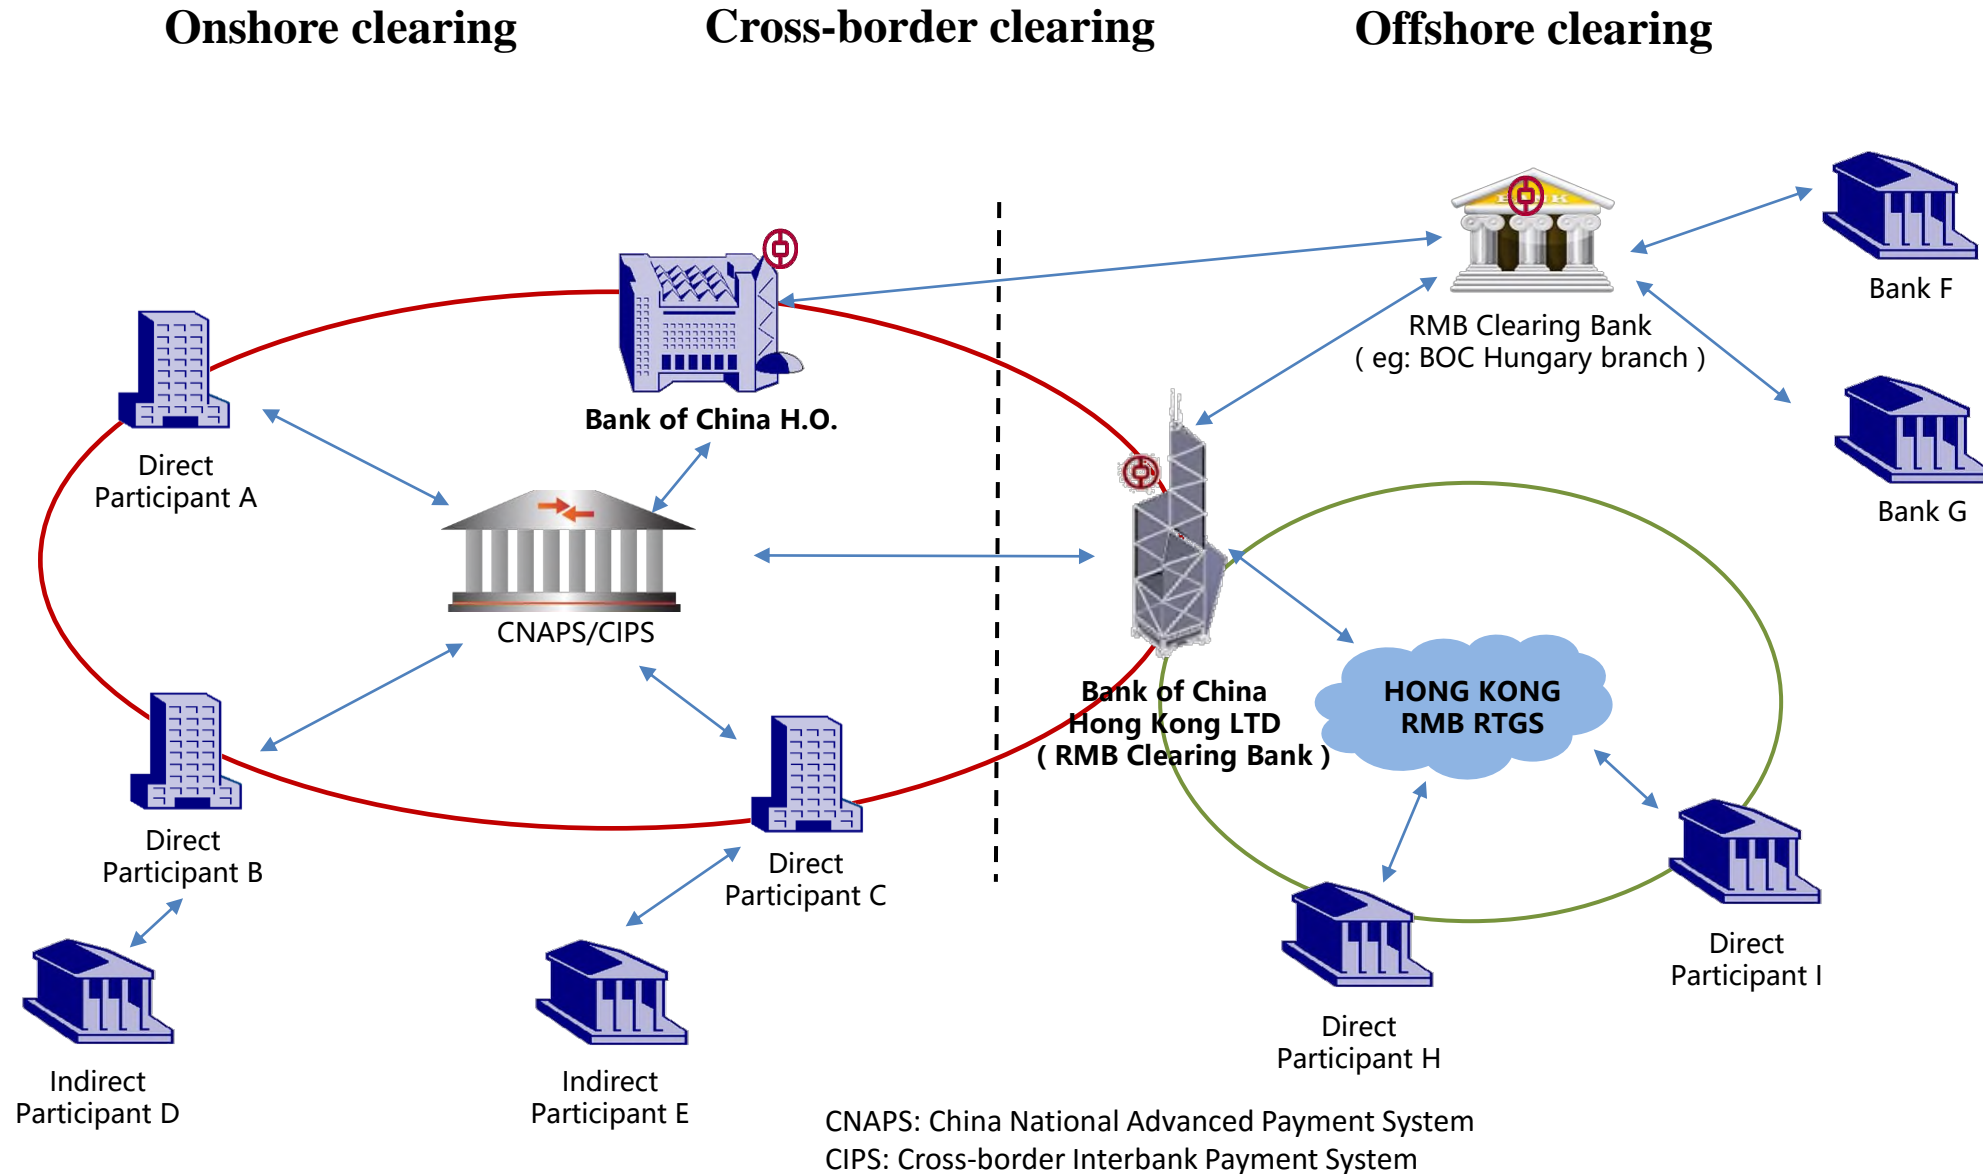 Onshore clearing
Cross-border clearing
Offshore clearing
Bank F
RMB Clearing Bank
( eg: BOC Hungary branch )
Bank of China H.O.
Direct
Participant A
Bank G
CNAPS/CIPS
Bank of China
Hong Kong LTD
( RMB Clearing Bank )
HONG KONG
RMB RTGS
Direct
Participant B
Direct
Participant C
Direct
Participant I
Direct
Participant H
Indirect
Participant D
Indirect
Participant E
CNAPS: China National Advanced Payment System
CIPS: Cross-border Interbank Payment System